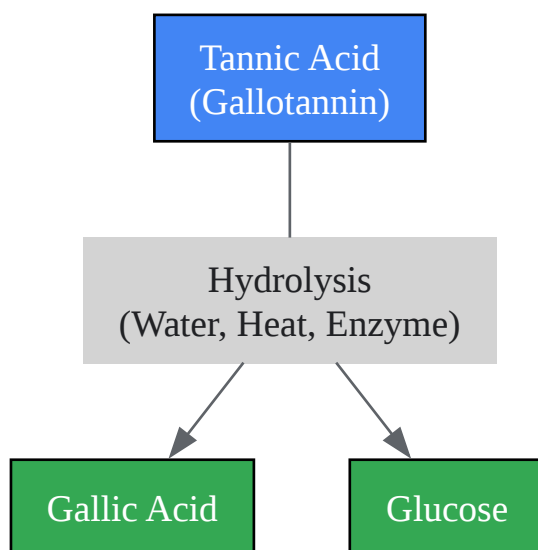 Tannic Acid
(Gallotannin)
Hydrolysis
(Water, Heat, Enzyme)
Gallic Acid
Glucose